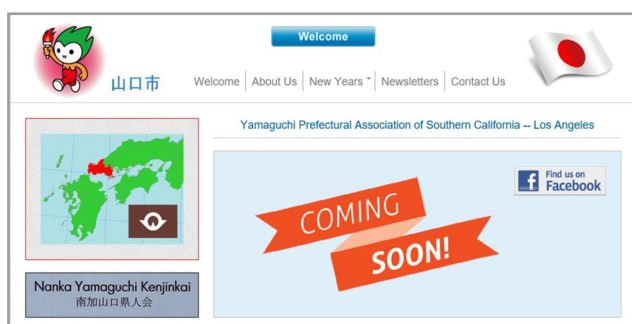 Welcome
山口市
Welcome About Us New Years Newsletters Contact Us
Yamaguchi Prefectural Association of Southern California -- Los Angeles
Find us on
Facebook
COMING
SOON!
Nanka Yamaguchi Kenjinkai
南加山口県人会